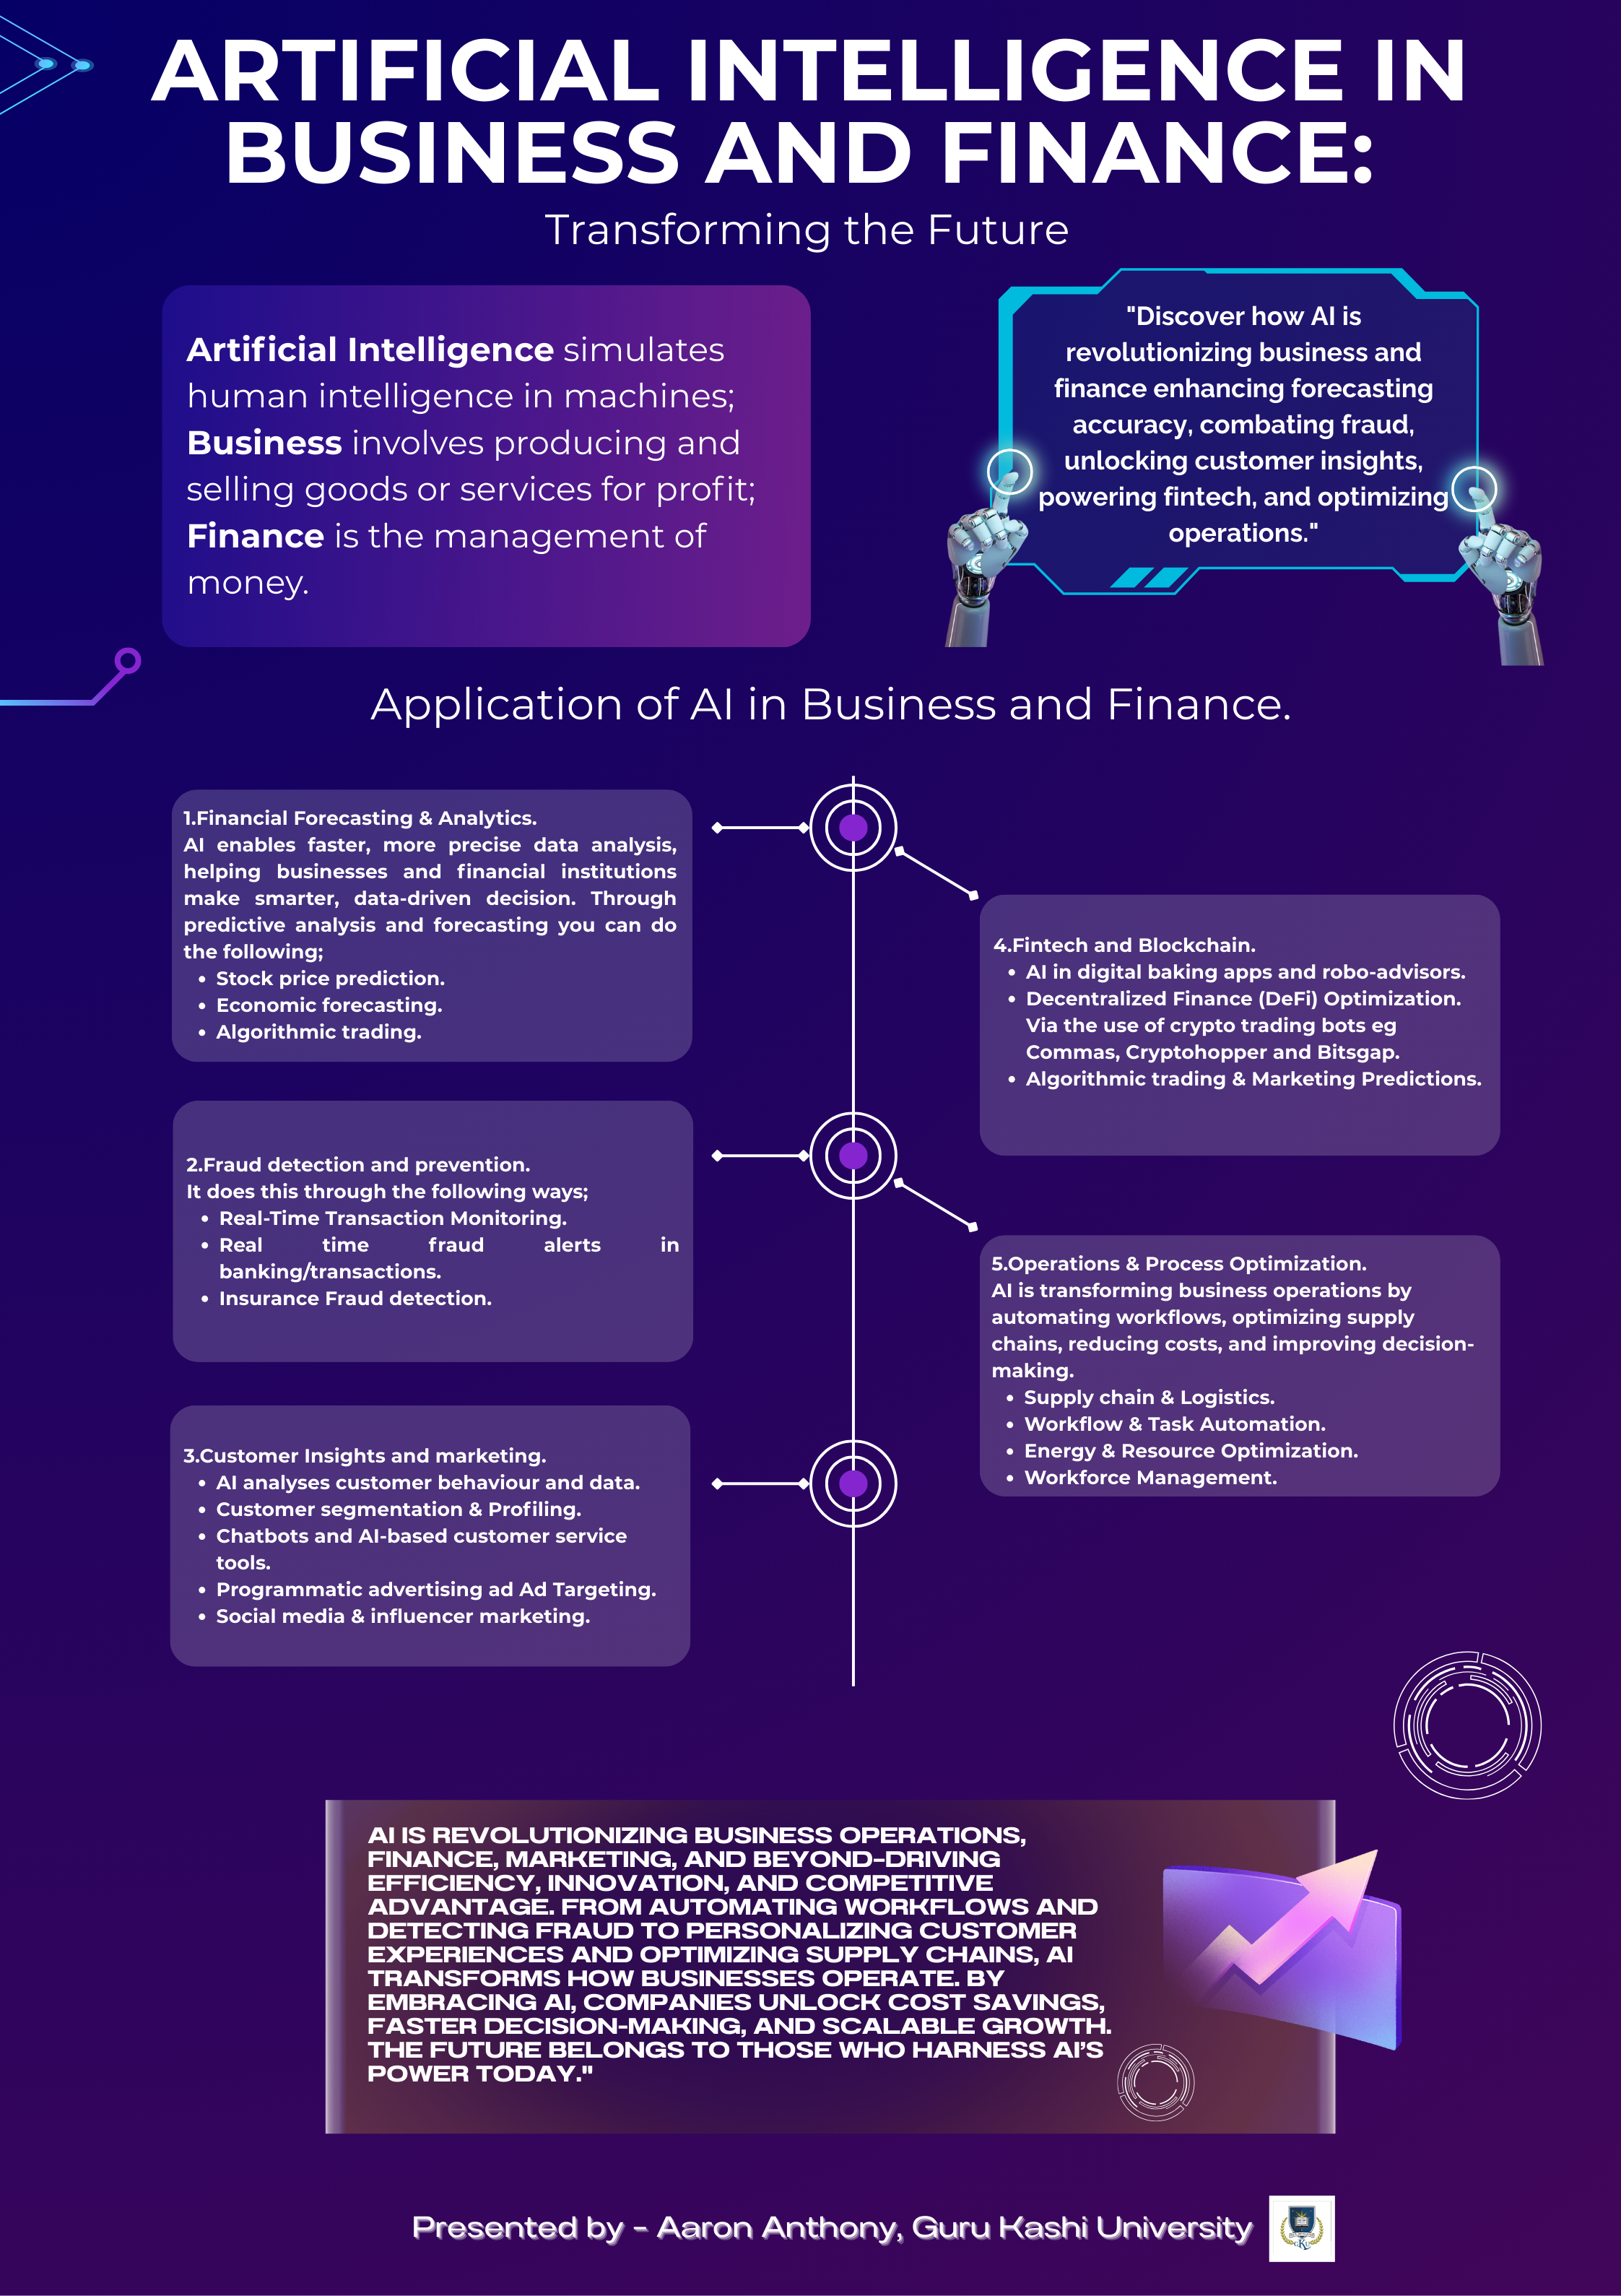 ARTIFICIAL INTELLIGENCE IN
BUSINESS AND FINANCE:
Transforming the Future
Artificial Intelligence simulates
human intelligence in machines;
Business involves producing and
selling goods or services for profit;
Finance is the management of
money.
"Discover how AI is
revolutionizing business and
finance enhancing forecasting
accuracy, combating fraud,
unlocking customer insights,
powering fintech, and optimizing
operations."
Application of AI in Business and Finance.
1.Financial Forecasting & Analytics.
AI enables faster, more precise data analysis,
helping businesses and financial institutions
make smarter, data-driven decision. Through
predictive analysis and forecasting you can do
the following;
• Stock price prediction.
• Economic forecasting.
• Algorithmic trading.
2.Fraud detection and prevention.
It does this through the following ways;
• Real-Time Transaction Monitoring.
• Real time fraud alerts in
banking/transactions.
• Insurance Fraud detection.
3.Customer Insights and marketing.
• AI analyses customer behaviour and data.
• Customer segmentation & Profiling.
• Chatbots and AI-based customer service
tools.
• Programmatic advertising ad Ad Targeting.
• Social media & influencer marketing.
4.Fintech and Blockchain.
• AI in digital baking apps and robo-advisors.
• Decentralized Finance (DeFi) Optimization.
Via the use of crypto trading bots eg
Commas, Cryptohopper and Bitsgap.
• Algorithmic trading & Marketing Predictions.
5.Operations & Process Optimization.
AI is transforming business operations by
automating workflows, optimizing supply
chains, reducing costs, and improving decision-
making.
• Supply chain & Logistics.
• Workflow & Task Automation.
• Energy & Resource Optimization.
• Workforce Management.
AI IS REVOLUTIONIZING BUSINESS OPERATIONS,
FINANCE, MARKETING, AND BEYOND-DRIVING
EFFICIENCY, INNOVATION, AND COMPETITIVE
ADVANTAGE. FROM AUTOMATING WORKFLOWS AND
DETECTING FRAUD TO PERSONALIZING CUSTOMER
EXPERIENCES AND OPTIMIZING SUPPLY CHAINS, AI
TRANSFORMS HOW BUSINESSES OPERATE. BY
EMBRACING AI, COMPANIES UNLOCK COST SAVINGS,
FASTER DECISION-MAKING, AND SCALABLE GROWTH.
THE FUTURE BELONGS TO THOSE WHO HARNESS AI’S
POWER TODAY."
Presented by - Aaron Anthony, Guru Kashi University
GKU